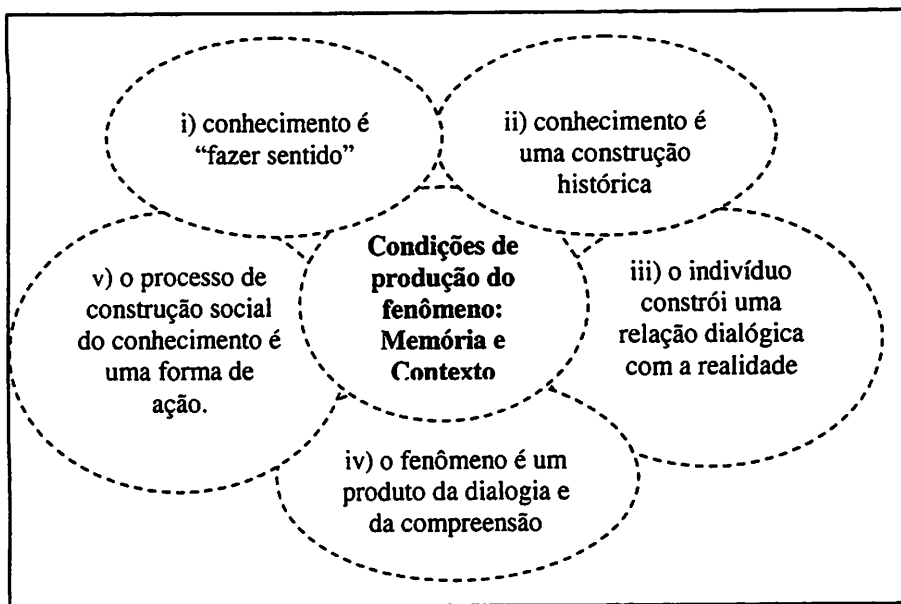 i) conhecimento é
“fazer sentido”
ii) conhecimento é
uma construção
histórica
Condições de
produção do
fenômeno:
Memória e
Contexto
iii) o indivíduo
constrói uma
relação dialógica
com a realidade
iv) o fenômeno é um
produto da dialogia e
da compreensão
v) o processo de
construção social
do conhecimento é
uma forma de
ação.